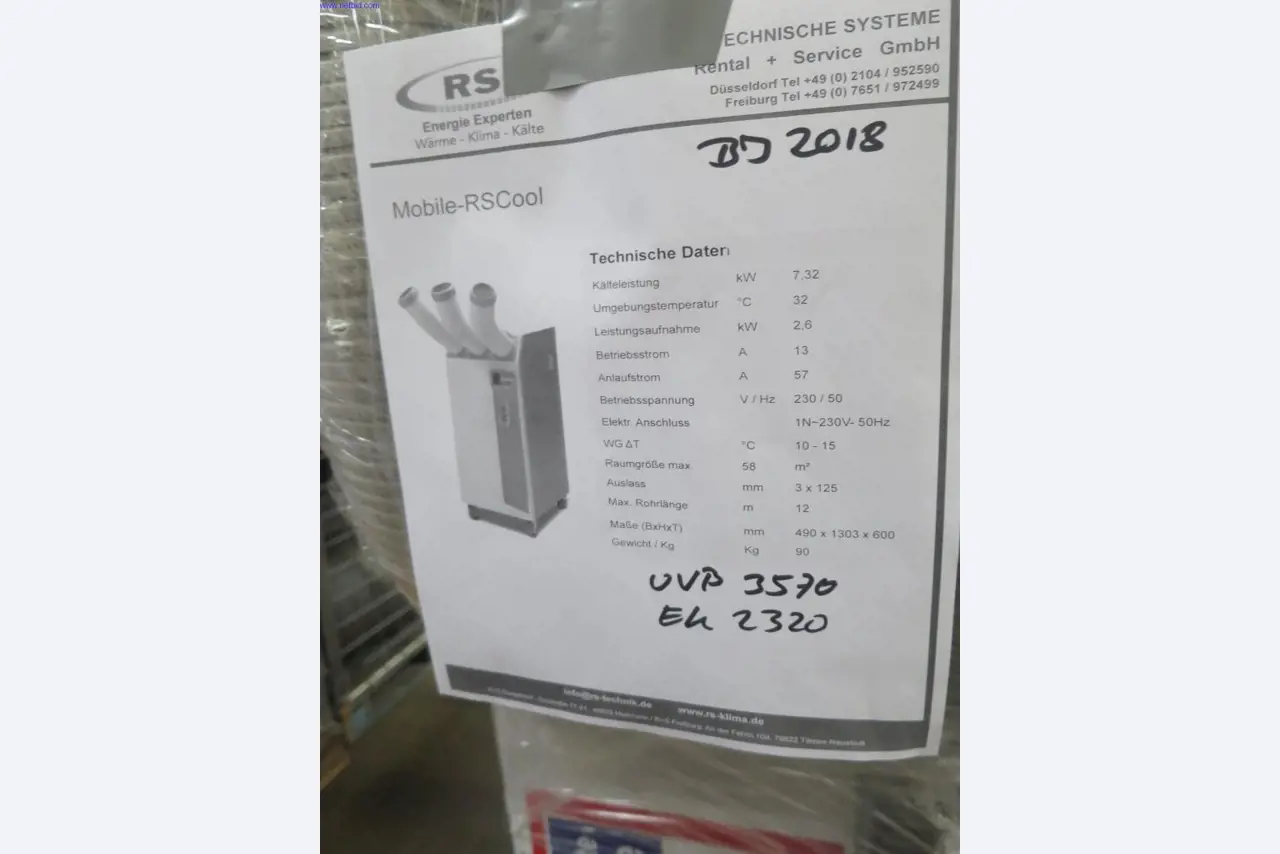 RS
Energie Experten
Wärme - Klima - Kälte
ECHNISCHE SYSTEME
Rental + Service GmbH
Düsseldorf Tel +49 (0) 2104 / 952590
Freiburg Tel +49 (0) 7651 / 972499
BJ 2018
Mobile-RSCool
Technische Daten
Kälteleistung kW 7,32
Umgebungstemperatur °C 32
Leistungsaufnahme kW 2,6
Betriebsstrom A 13
Anlaufstrom A 57
Betriebsspannung V / Hz 230 / 50
Elektr. Anschluss 1N~230V- 50Hz
WG ΔT °C 10 - 15
Raumgröße max 58 m²
Auslass mm 3 x 125
Max. Rohrlänge m 12
Maße (BxHxT) mm 490 x 1303 x 600
Gewicht / Kg Kg 90
UVP 3570
EK 2320
info@rs-technik.de www.rs-klima.de